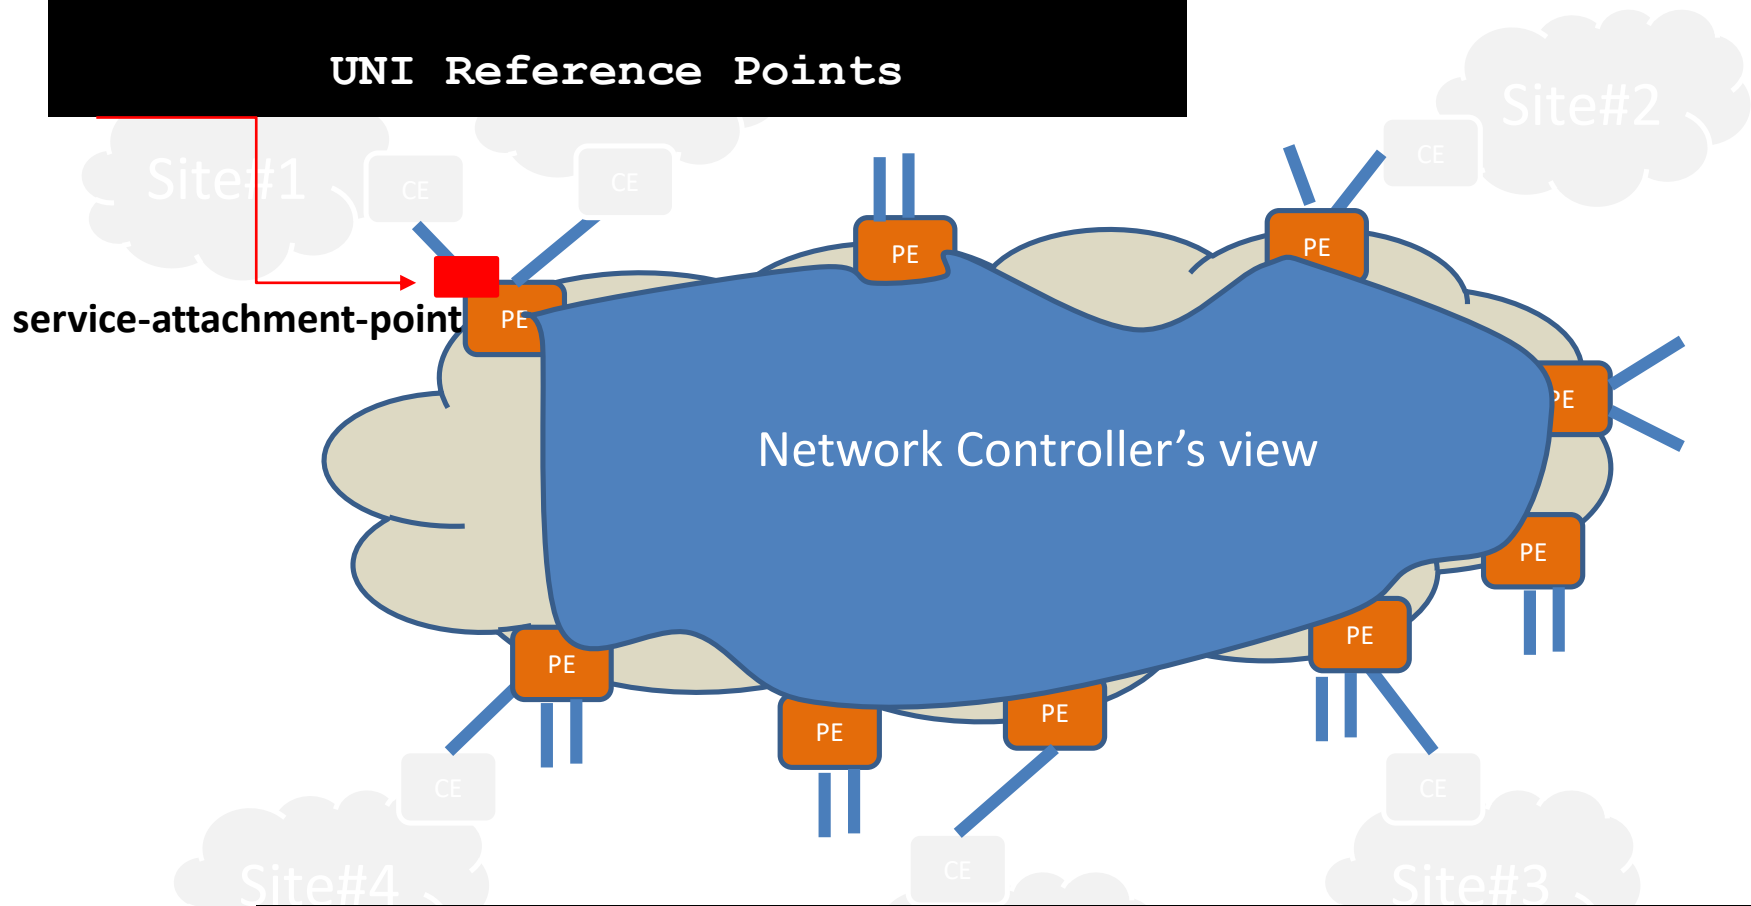 UNI Reference Points
Site#2
CE
Site#1
CE
CE
PE
PE
service-attachment-point
PE
PE
Network Controller’s view
PE
PE
PE
PE
PE
CE
CE
CE
Site#4
Site#3